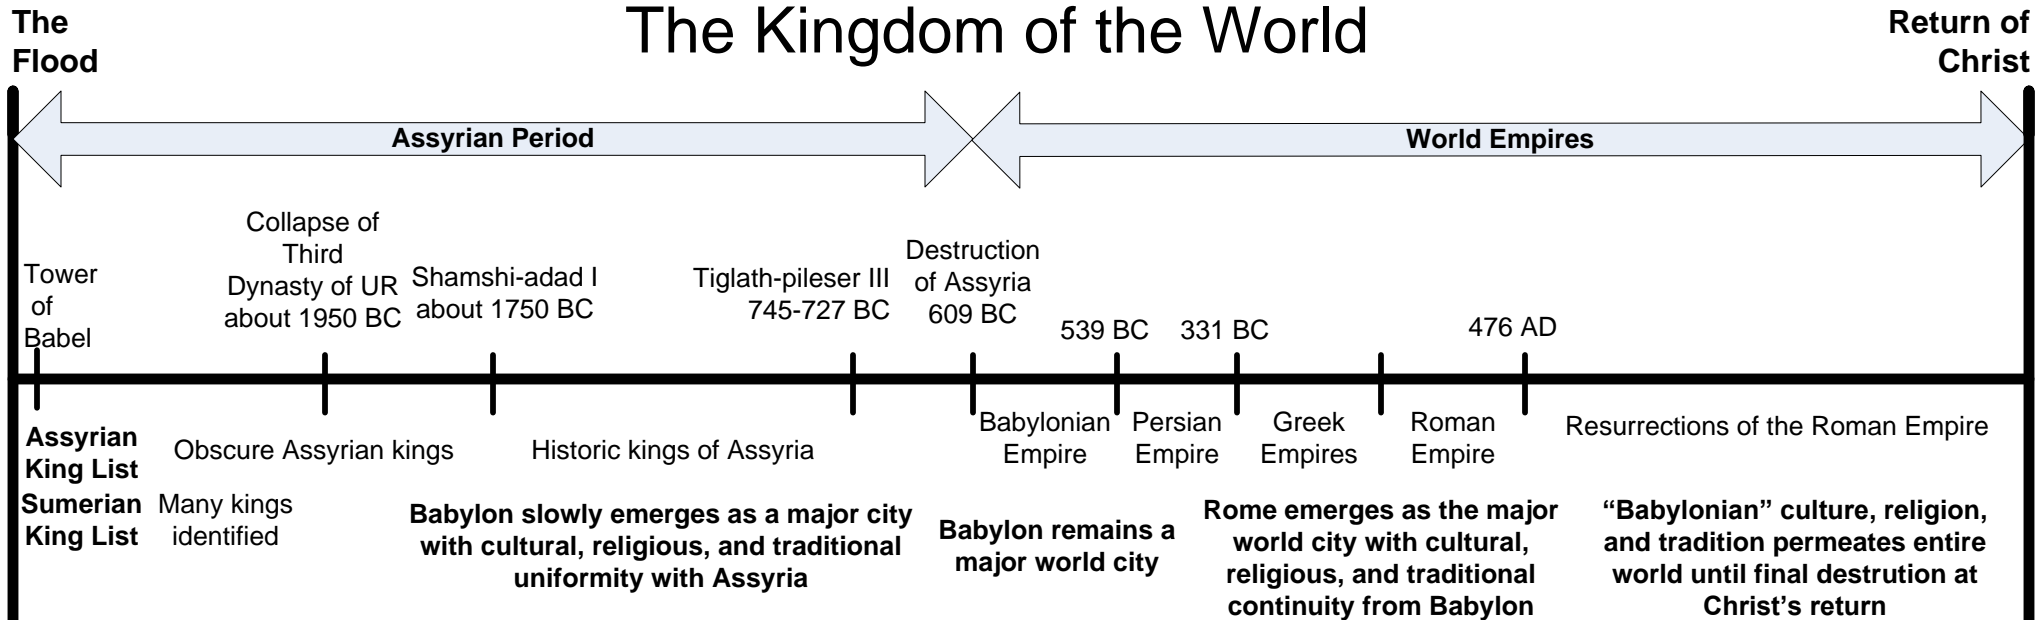 The
Flood
The Kingdom of the World
Return of
Christ
Assyrian Period
World Empires
Tower
of
Babel
Collapse of
Third
Dynasty of UR
about 1950 BC
Shamshi-adad I
about 1750 BC
Tiglath-pileser III
745-727 BC
Destruction
of Assyria
609 BC
539 BC
331 BC
476 AD
Assyrian
King List
Obscure Assyrian kings
Historic kings of Assyria
Babylonian
Empire
Persian
Empire
Greek
Empires
Roman
Empire
Resurrections of the Roman Empire
Sumerian
King List
Many kings
identified
Babylon slowly emerges as a major city
with cultural, religious, and traditional
uniformity with Assyria
Babylon remains a
major world city
Rome emerges as the major
world city with cultural,
religious, and traditional
continuity from Babylon
“Babylonian” culture, religion,
and tradition permeates entire
world until final destrution at
Christ’s return